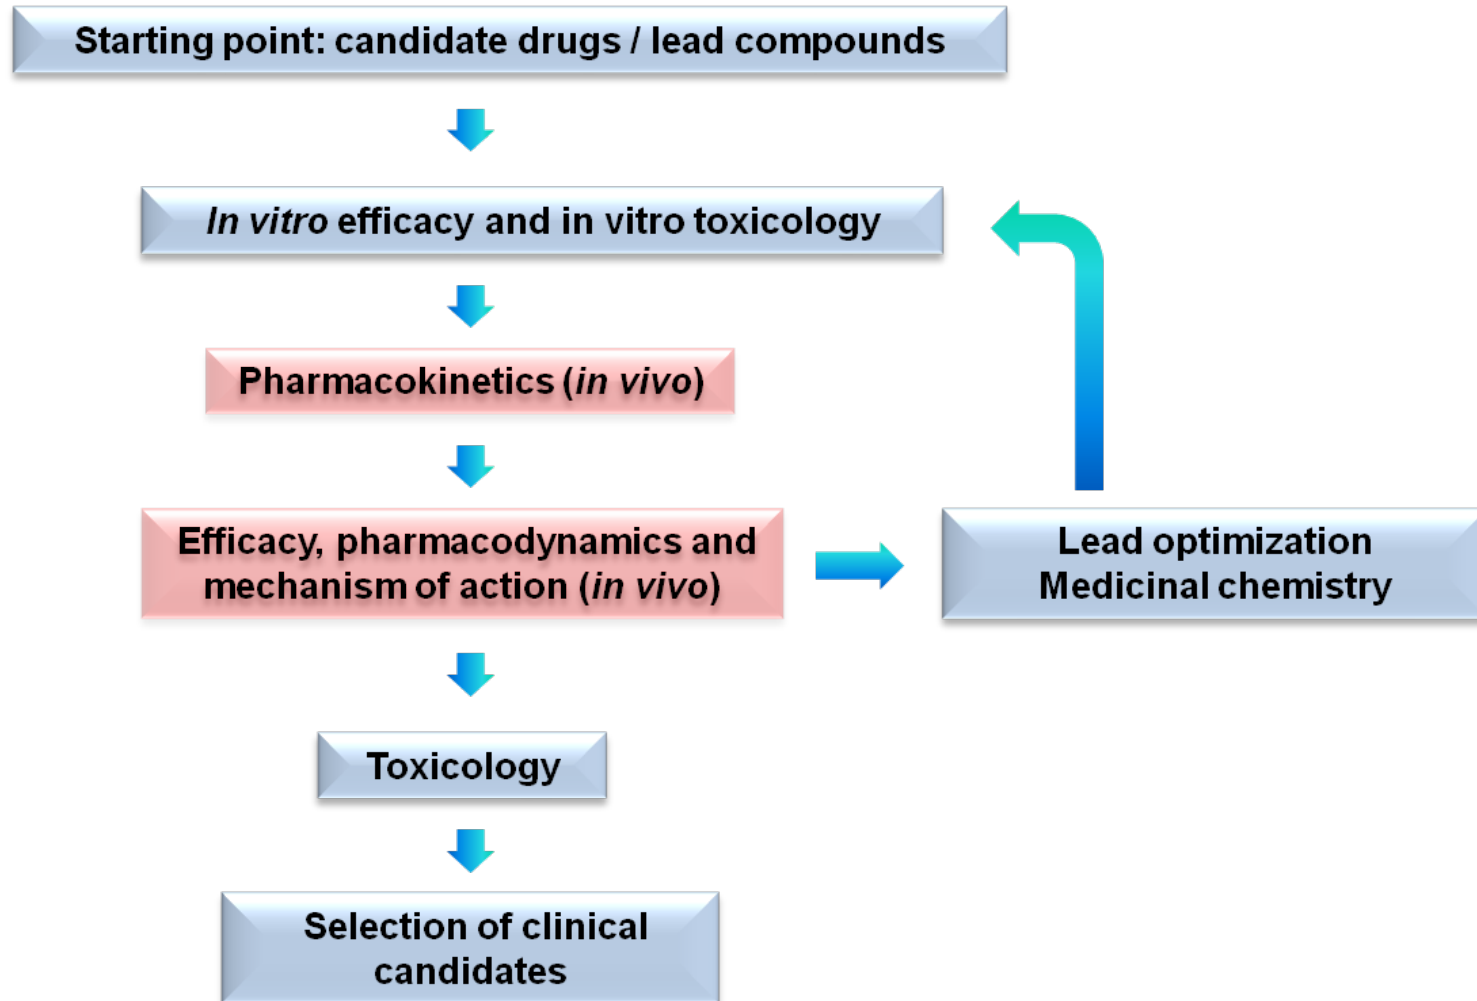 Starting point: candidate drugs / lead compounds
In vitro efficacy and in vitro toxicology
Pharmacokinetics (in vivo)
Efficacy, pharmacodynamics and
mechanism of action (in vivo)
Lead optimization
Medicinal chemistry
Toxicology
Selection of clinical
candidates